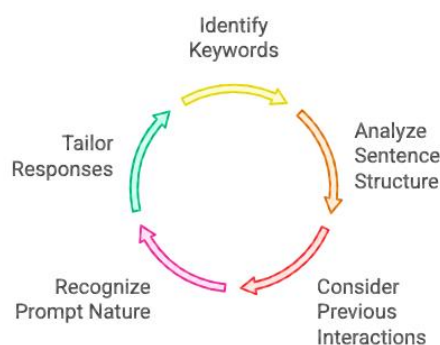 Identify
Keywords
Analyze
Sentence
Structure
Consider
Previous
Interactions
Recognize
Prompt Nature
Tailor
Responses